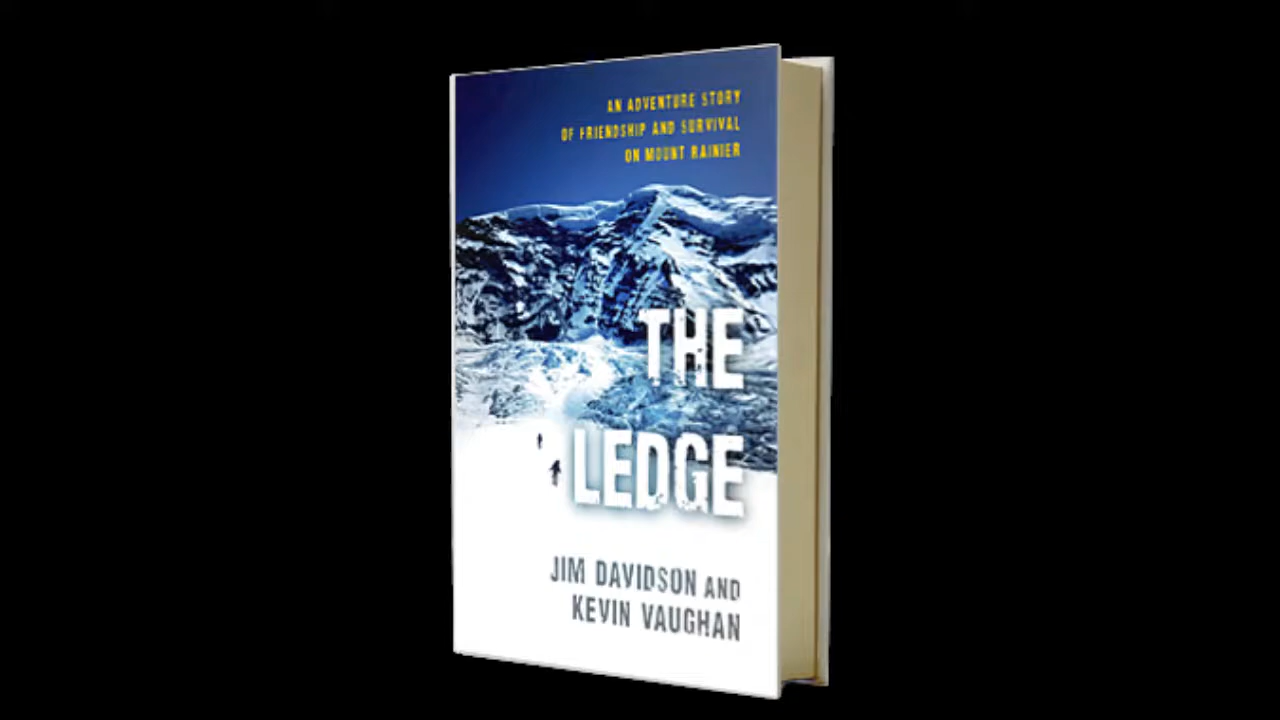 AN ADVENTURE STORY
OF FRIENDSHIP AND SURVIVAL
ON MOUNT RAINIER
THE
LEDGE
JIM DAVIDSON AND
KEVIN VAUGHAN